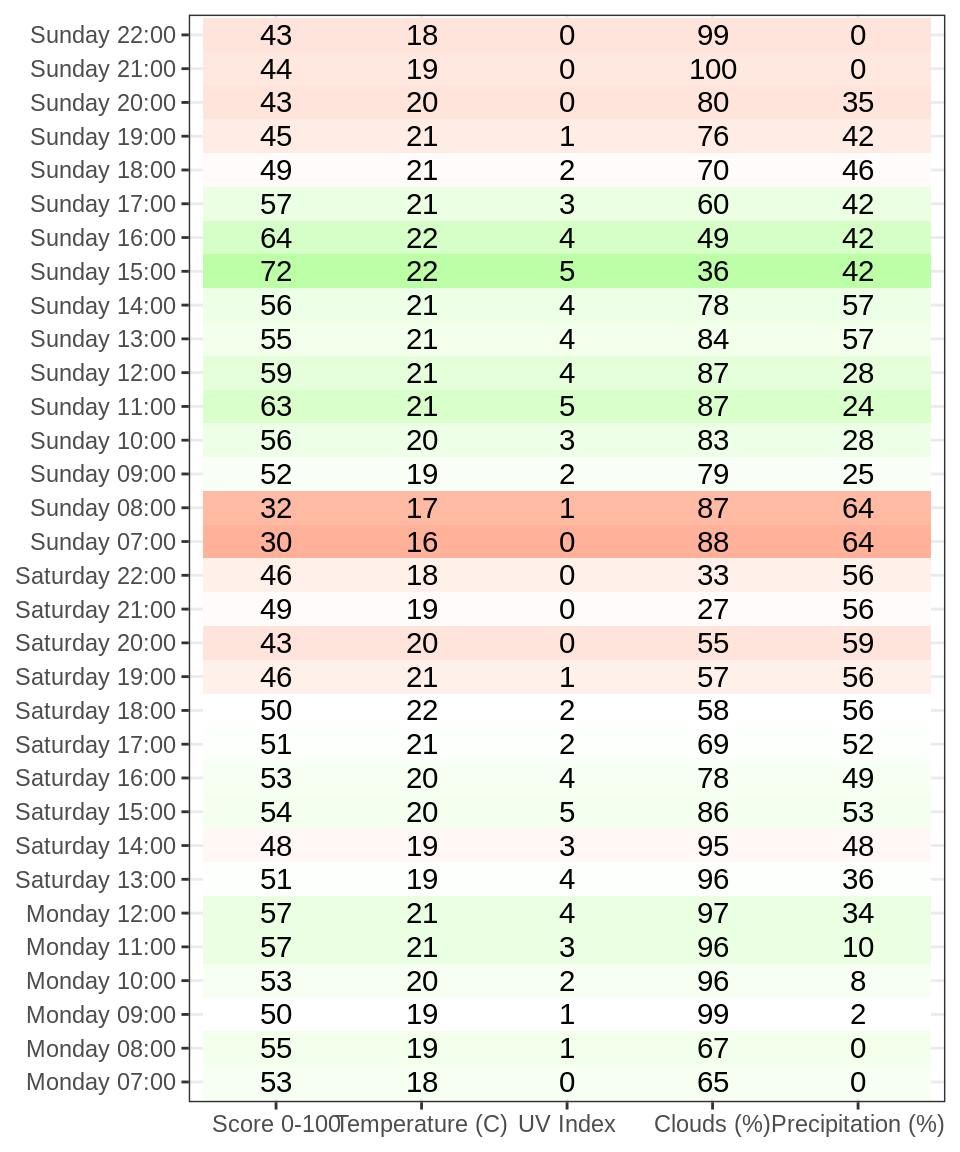 Sunday 22:00 43 18 0 99 0
Sunday 21:00 44 19 0 100 0
Sunday 20:00 43 20 0 80 35
Sunday 19:00 45 21 1 76 42
Sunday 18:00 49 21 2 70 46
Sunday 17:00 57 21 3 60 42
Sunday 16:00 64 22 4 49 42
Sunday 15:00 72 22 5 36 42
Sunday 14:00 56 21 4 78 57
Sunday 13:00 55 21 4 84 57
Sunday 12:00 59 21 4 87 28
Sunday 11:00 63 21 5 87 24
Sunday 10:00 56 20 3 83 28
Sunday 09:00 52 19 2 79 25
Sunday 08:00 32 17 1 87 64
Sunday 07:00 30 16 0 88 64
Saturday 22:00 46 18 0 33 56
Saturday 21:00 49 19 0 27 56
Saturday 20:00 43 20 0 55 59
Saturday 19:00 46 21 1 57 56
Saturday 18:00 50 22 2 58 56
Saturday 17:00 51 21 2 69 52
Saturday 16:00 53 20 4 78 49
Saturday 15:00 54 20 5 86 53
Saturday 14:00 48 19 3 95 48
Saturday 13:00 51 19 4 96 36
Monday 12:00 57 21 4 97 34
Monday 11:00 57 21 3 96 10
Monday 10:00 53 20 2 96 8
Monday 09:00 50 19 1 99 2
Monday 08:00 55 19 1 67 0
Monday 07:00 53 18 0 65 0
Score 0-100 Temperature (C) UV Index Clouds (%) Precipitation (%)